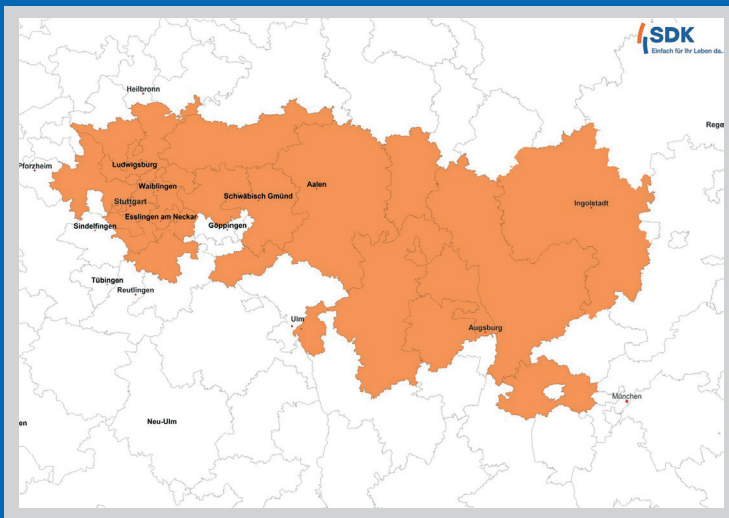 SDK
Einfach für Ihr Leben da.
Heilbronn
Pforzheim
Ludwigsburg
Waiblingen
Stuttgart
Schwäbisch Gmünd
Aalen
Esslingen am Neckar
Sindelfingen
Göppingen
Ingolstadt
Tübingen
Reutlingen
Ulm
Augsburg
München
Neu-Ulm